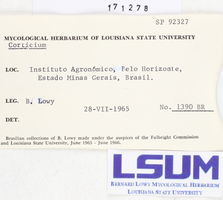 171278
SP 92327
MYCOLOGICAL HERBARIUM OF LOUISIANA STATE UNIVERSITY
Corticium
LOC. Instituto Agronômico, Felo Horizonte,
Estado Minas Gerais, Brasil.
LEG. B. Lowy
28-VII-1965 No. 1390 BR
DET.
Brazilian collections of B. Lowy made under the auspices of the Fulbright Commission
and Louisiana State University, June 1965 - June 1966.
LSUM
BERNARD LOWY MYCOLOGICAL HERBARIUM
LOUISIANA STATE UNIVERSITY